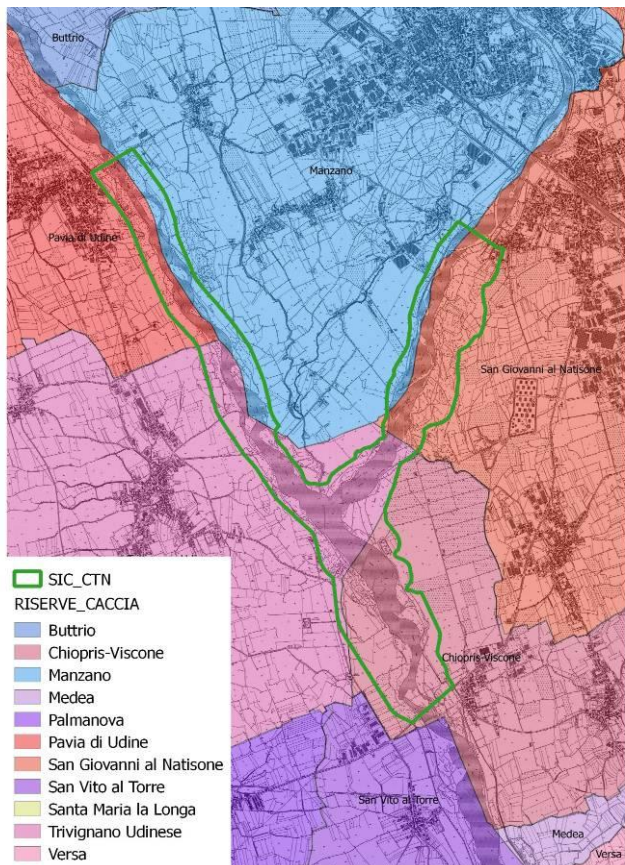 Buttrio
Manzano
Pavia di Udine
San Giovanni al Natisone
Chiopris-Viscone
San Vito al Torre
Medea
Versa
SIC_CTN
RISERVE_CACCIA
Buttrio
Chiopris-Viscone
Manzano
Medea
Palmanova
Pavia di Udine
San Giovanni al Natisone
San Vito al Torre
Santa Maria la Longa
Trivignano Udinese
Versa